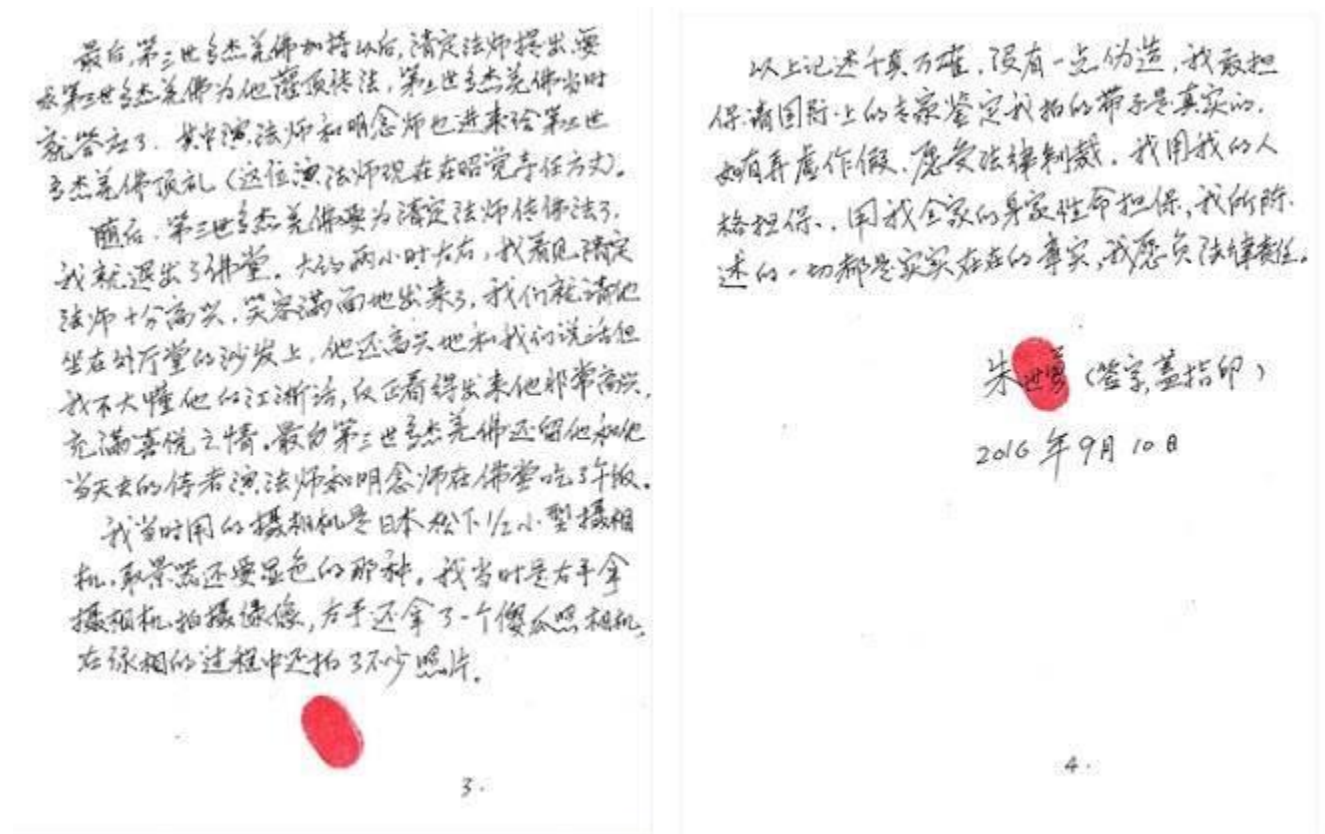 最后,第三世多杰羌佛加持以后,清定法师提出,要
求第三世多杰羌佛为他灌顶传法,第三世多杰羌佛当时
就答应了。其中演法师和明念师也进来给第三世
多杰羌佛顶礼(这位演法师现在在昭觉寺任方丈)。
随后,第三世多杰羌佛要为清定法师传佛法了,
我就退出了佛堂。大约两小时左右,我看见清定
法师十分高兴,笑容满面地出来了,我们就请他
坐在外厅堂的沙发上,他还高兴地和我们说话但
我不大懂他的江浙话,反正看得出来他非常高兴,
充满喜悦之情。最后第三世多杰羌佛还留他和他
当天去的侍者演法师和明念师在佛堂吃了午饭。
我当时用的摄相机是日本松下1/2小型摄相
机,取景器还要显色的那种。我当时是右手拿
摄相机拍摄录像,左手还拿了一个傻瓜照相机,
在录相的过程中还拍了不少照片。
3.
以上记述千真万确,没有一点伪造,我敢担
保请国际上的专家鉴定我拍的带子是真实的,
如有弄虚作假,愿受法律制裁。我用我的人
格担保,用我全家的身家性命担保,我所陈
述的一切都是实实在在的事实,我愿负法律责任。
朱世(签字,盖指印)
2016年9月10日
4.